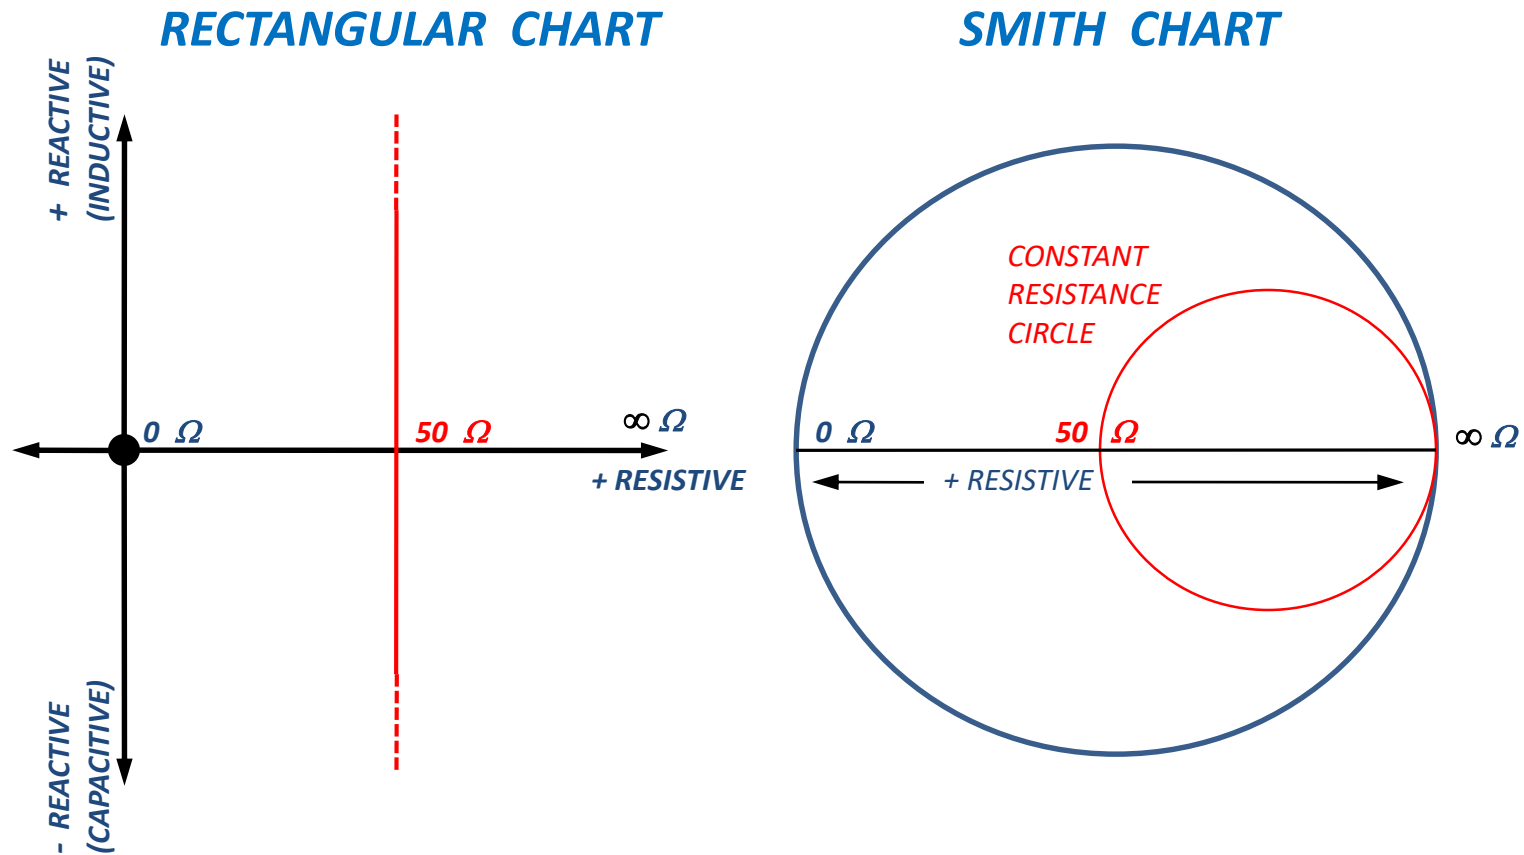 RECTANGULAR CHART
SMITH CHART
+ REACTIVE
(INDUCTIVE)
0 Ω
50 Ω
∞ Ω
+ RESISTIVE
- REACTIVE
(CAPACITIVE)
CONSTANT
RESISTANCE
CIRCLE
0 Ω
50 Ω
∞ Ω
+ RESISTIVE